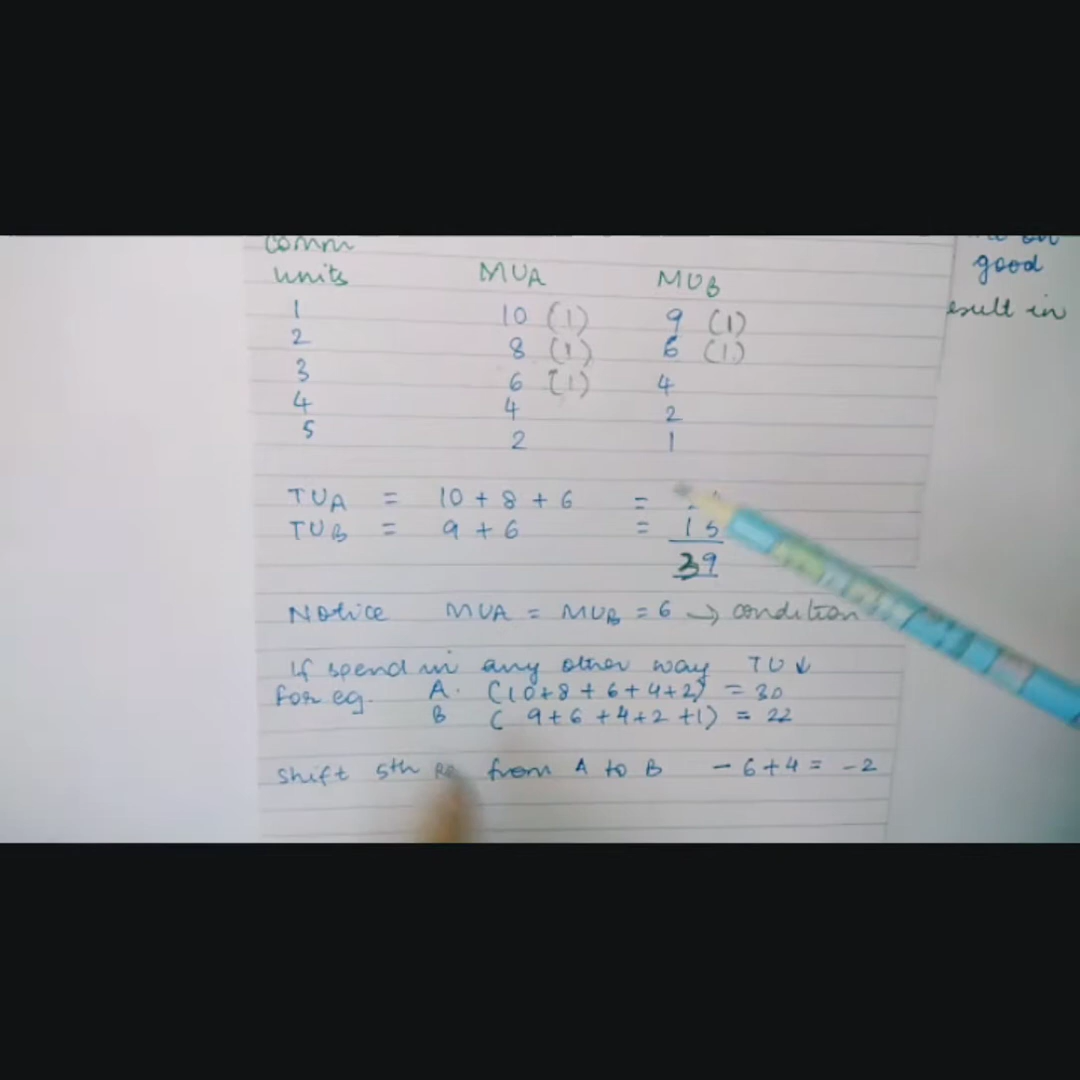 comm
units MUA MUB
1 10 (1) 9 (1)
2 8 (1) 6 (1)
3 6 (1) 4
4 4 2
5 2 1
TUA = 10 + 8 + 6 =
TUB = 9 + 6 = 15
39
Notice MUA = MUB = 6 → condition
If spend in any other way TU ↓
for eg. A. (10+8+6+4+2) = 30
B ( 9+6+4+2+1) = 22
Shift 5th from A to B - 6+4 = -2
good
esult in